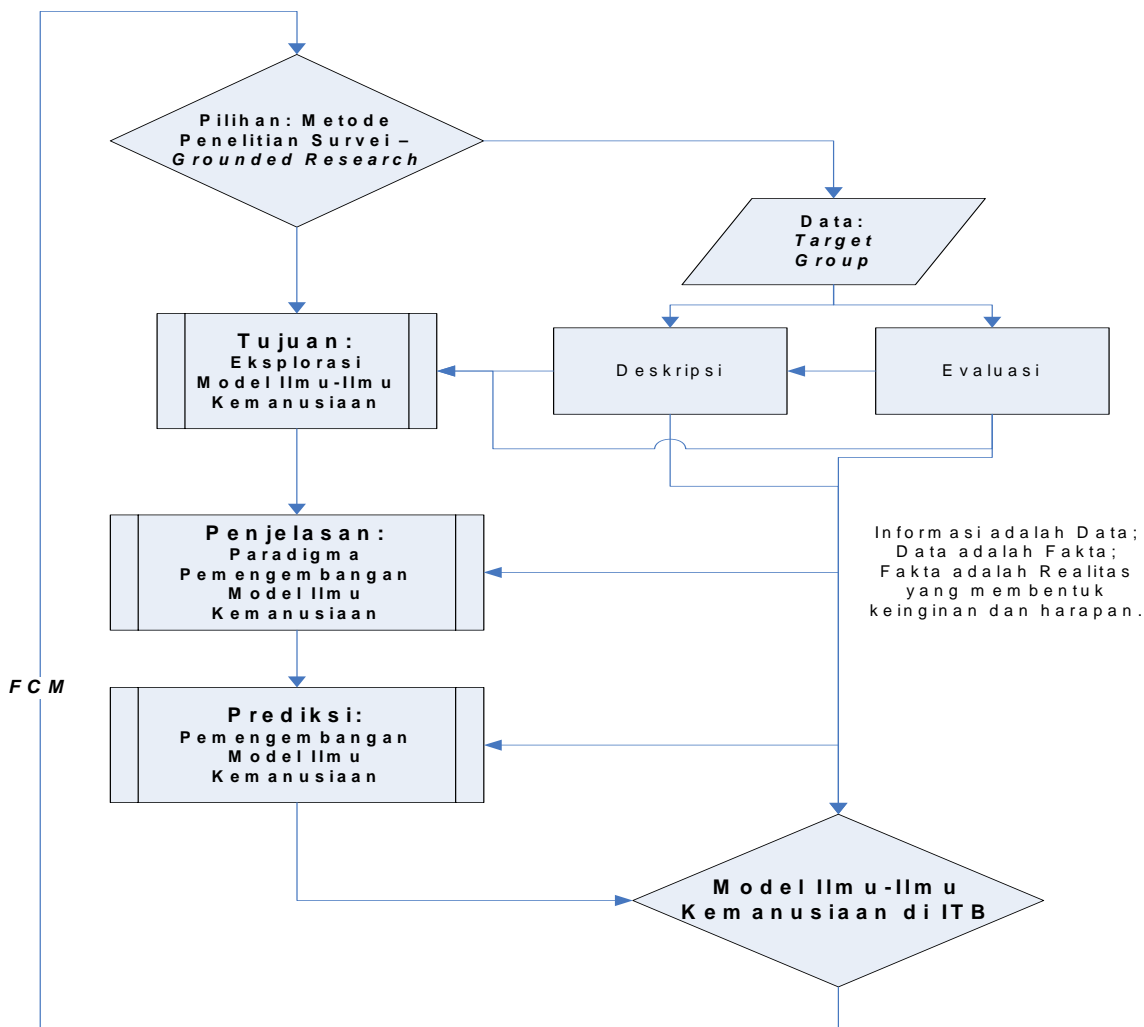 Pilihan: Metode
Penelitian Survei –
Grounded Research
Data:
Target
Group
Tujuan:
Eksplorasi
Model Ilmu-Ilmu
Kemanusiaan
Deskripsi
Evaluasi
Penjelasan:
Paradigma
Pemengembangan
Model Ilmu
Kemanusiaan
Informasi adalah Data;
Data adalah Fakta;
Fakta adalah Realitas
yang membentuk
keinginan dan harapan.
FCM
Prediksi:
Pemengembangan
Model Ilmu
Kemanusiaan
Model Ilmu-Ilmu
Kemanusiaan di ITB